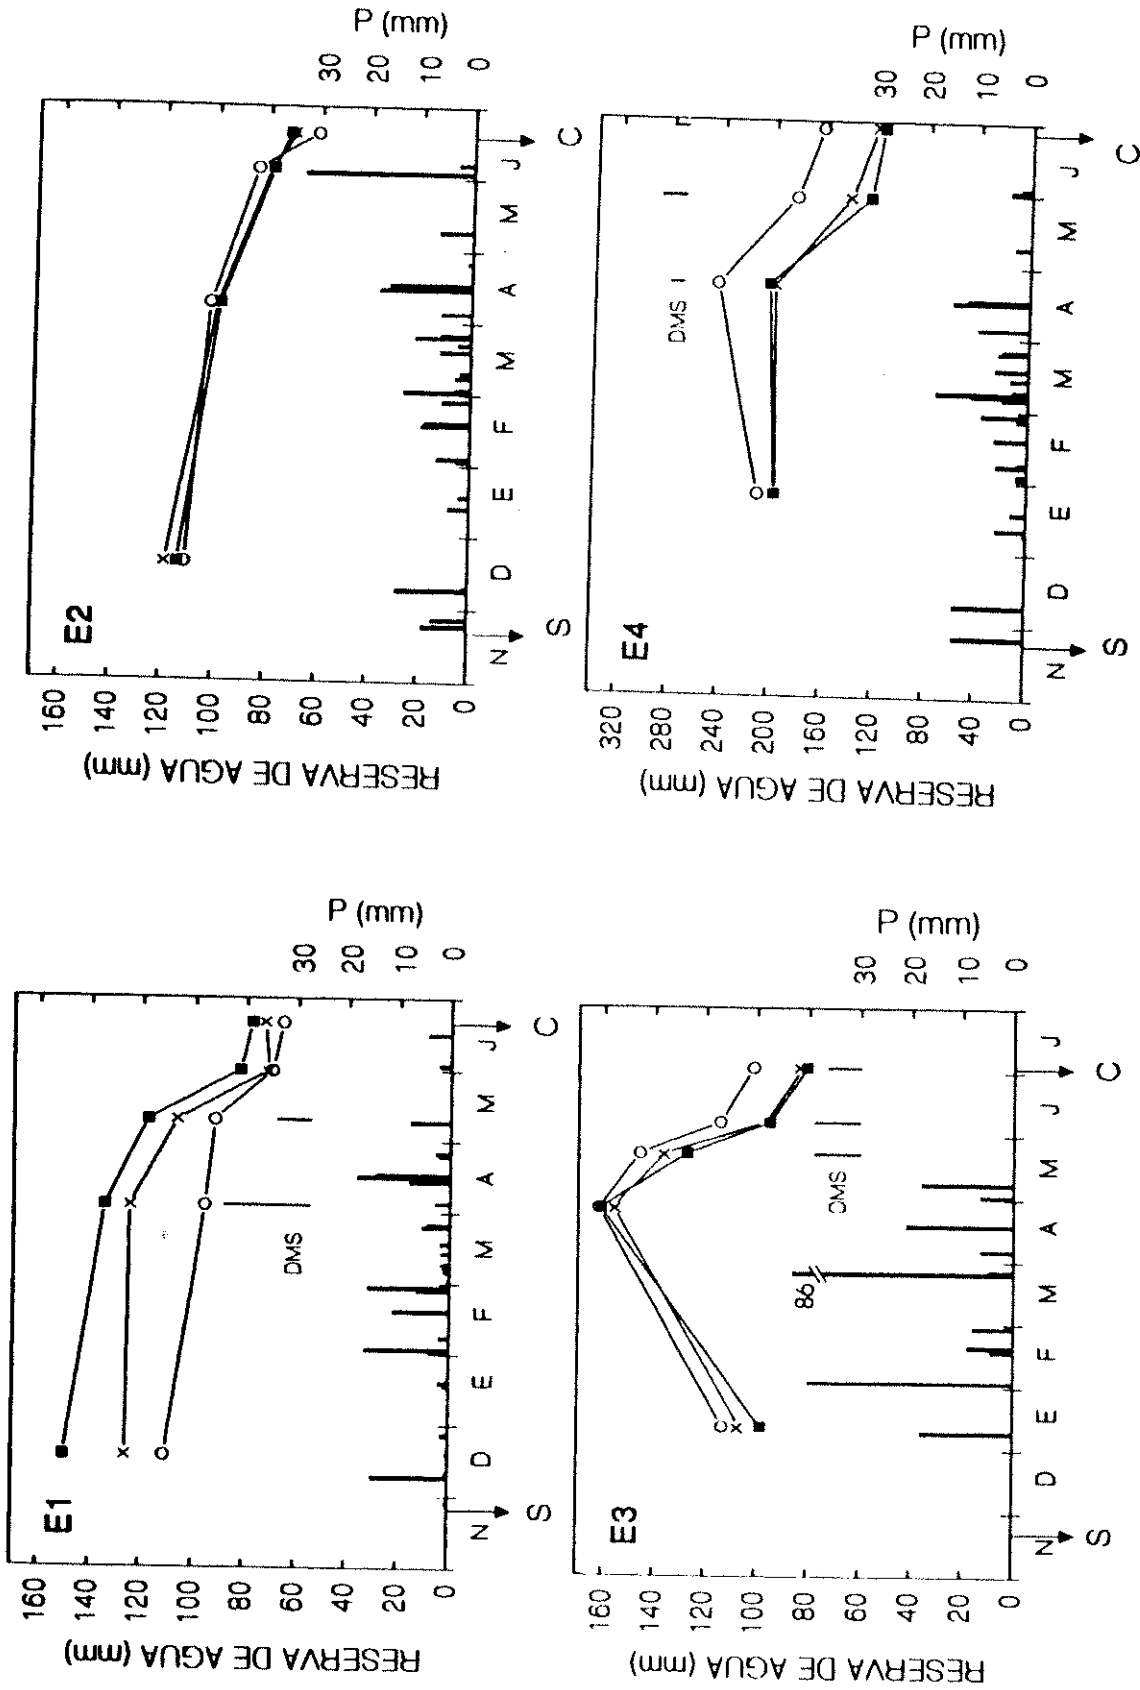 E1
RESERVA DE AGUA (mm)
160
140
120
100
80
60
40
20
0
P (mm)
30
20
10
0
DMS
N D E F M A M J
S C
E2
RESERVA DE AGUA (mm)
160
140
120
100
80
60
40
20
0
P (mm)
30
20
10
0
N D E F M A M J
S C
E3
RESERVA DE AGUA (mm)
160
140
120
100
80
60
40
20
0
P (mm)
30
20
10
0
86
DMS
N D E F M A M J J
S C
E4
RESERVA DE AGUA (mm)
320
280
240
200
160
120
80
40
0
P (mm)
30
20
10
0
DMS
N D E F M A M J
S C